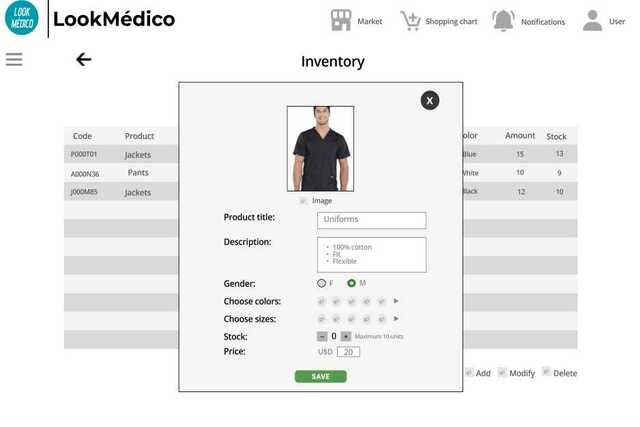 LOOK
MÉDICO
LookMédico
Market
Shopping chart
Notifications
User
Inventory
X
Code Product olor Amount Stock
P000T01 Jackets Blue 15 13
A000N36 Pants White 10 9
J000M85 Jackets Black 12 10
Image
Product title: Uniforms
Description:
• 100% cotton
• Fit
• Flexible
Gender: F M
Choose colors:
Choose sizes:
Stock: - 0 + Maximum 10 units
Price: USD 20
SAVE
Add Modify Delete